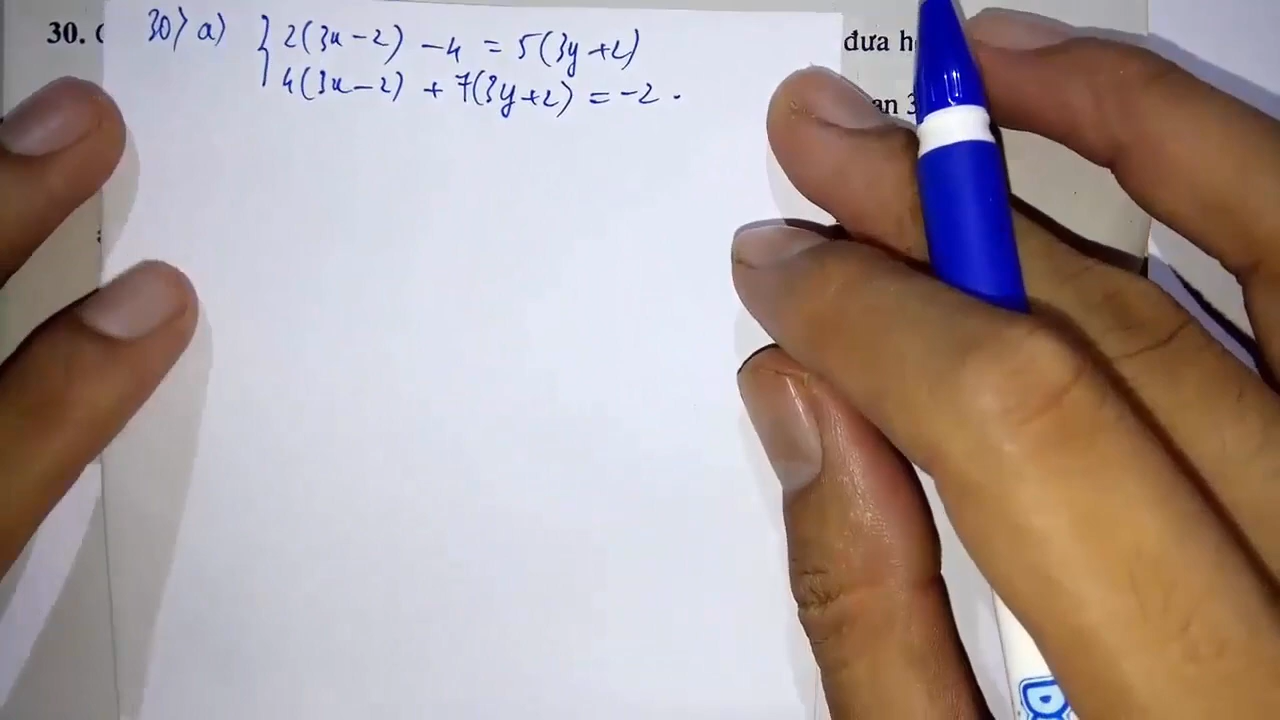 30. 30) a) { 2(3x-2) - 4 = 5(3y+2) đưa h
4(3x-2) + 7(3y+2) = -2.
an 3